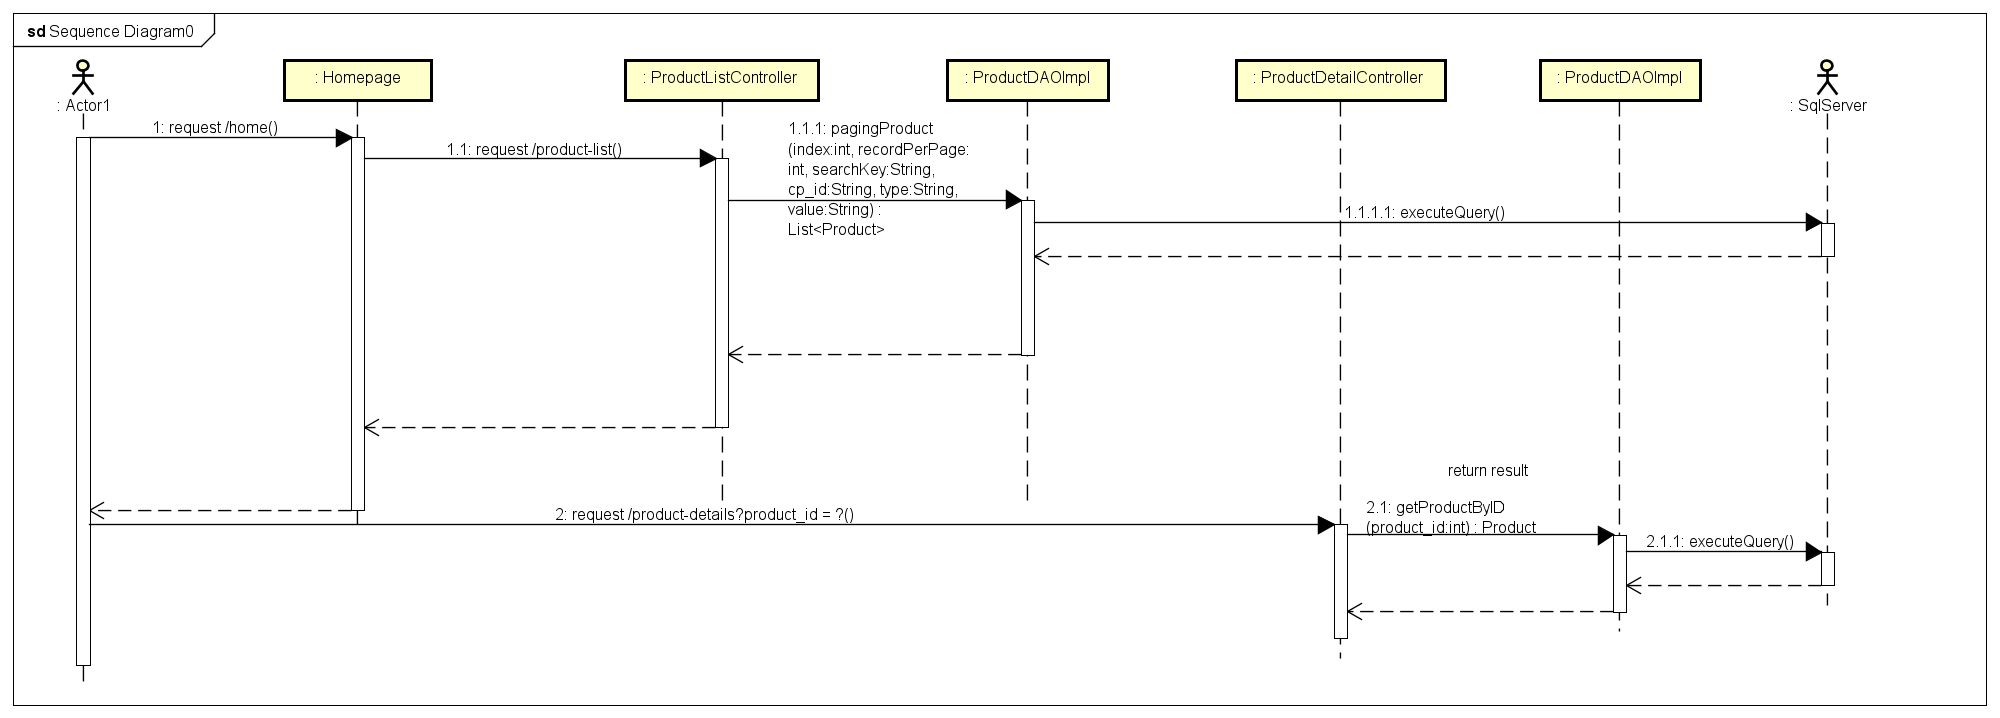 sd Sequence Diagram0
: Actor1
: Homepage
: ProductListController
: ProductDAOImpl
: ProductDetailController
: ProductDAOImpl
: SqlServer
1: request /home()
1.1: request /product-list()
1.1.1: pagingProduct
(index:int, recordPerPage:
int, searchKey:String,
cp_id:String, type:String,
value:String) :
List<Product>
1.1.1.1: executeQuery()
return result
2: request /product-details?product_id = ?()
2.1: getProductByID
(product_id:int) : Product
2.1.1: executeQuery()